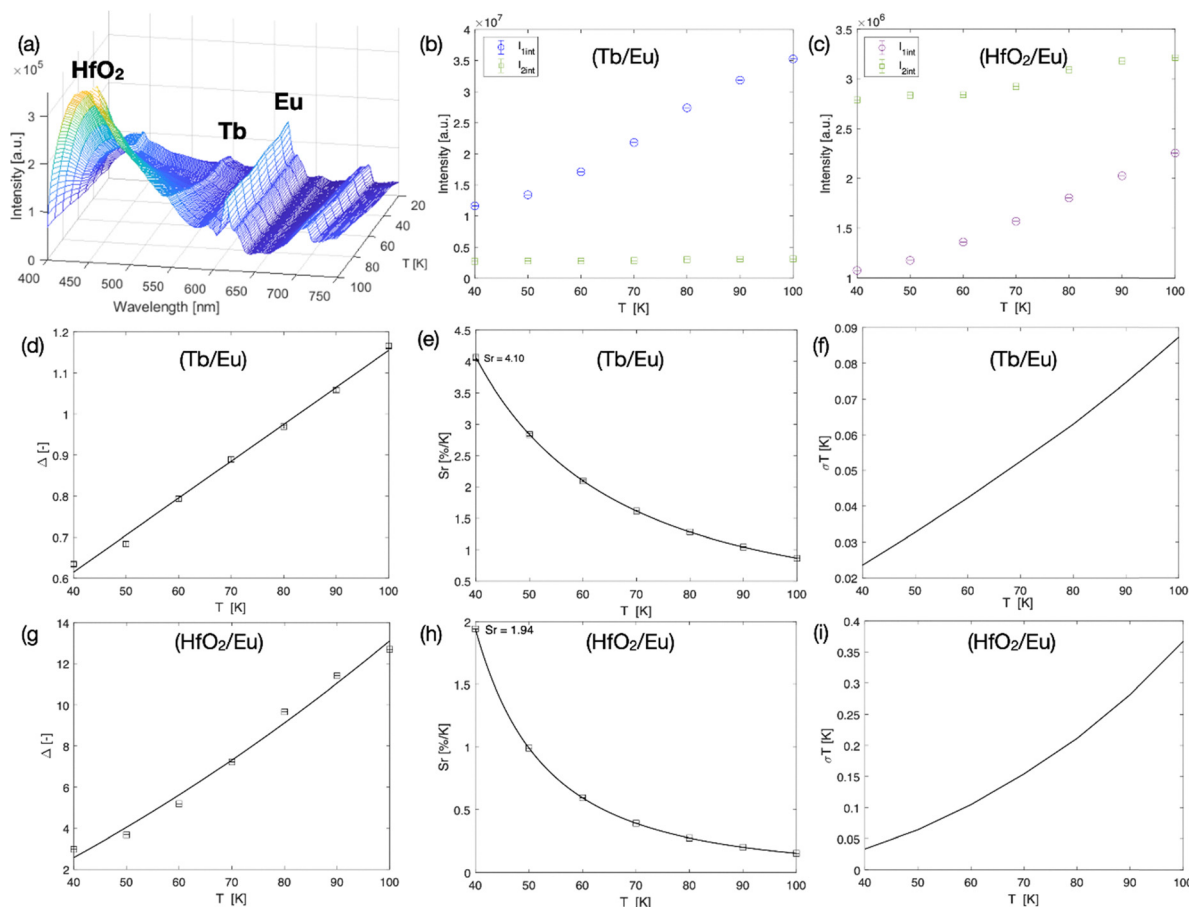 (a)
×10⁵
HfO₂
Tb
Eu
Intensity [a.u.]
3
2
1
0
400
450
500
550
600
650
700
750
Wavelength [nm]
20
40
60
80
100
T [K]
(b)
×10⁷
(Tb/Eu)
I₁ᵢₙₜ
I₂ᵢₙₜ
Intensity [a.u.]
4
3.5
3
2.5
2
1.5
1
0.5
0
40 50 60 70 80 90 100
T [K]
(c)
×10⁶
(HfO₂/Eu)
I₁ᵢₙₜ
I₂ᵢₙₜ
Intensity [a.u.]
3.5
3
2.5
2
1.5
1
40 50 60 70 80 90 100
T [K]
(d)
(Tb/Eu)
Δ [-]
1.2
1.1
1
0.9
0.8
0.7
0.6
40 50 60 70 80 90 100
T [K]
(e)
(Tb/Eu)
Sr = 4.10
Sr [%/K]
4.5
4
3.5
3
2.5
2
1.5
1
0.5
40 50 60 70 80 90 100
T [K]
(f)
(Tb/Eu)
σT [K]
0.09
0.08
0.07
0.06
0.05
0.04
0.03
0.02
40 50 60 70 80 90 100
T [K]
(g)
(HfO₂/Eu)
Δ [-]
14
12
10
8
6
4
2
40 50 60 70 80 90 100
T [K]
(h)
(HfO₂/Eu)
Sr = 1.94
Sr [%/K]
2
1.5
1
0.5
0
40 50 60 70 80 90 100
T [K]
(i)
(HfO₂/Eu)
σT [K]
0.4
0.35
0.3
0.25
0.2
0.15
0.1
0.05
0
40 50 60 70 80 90 100
T [K]